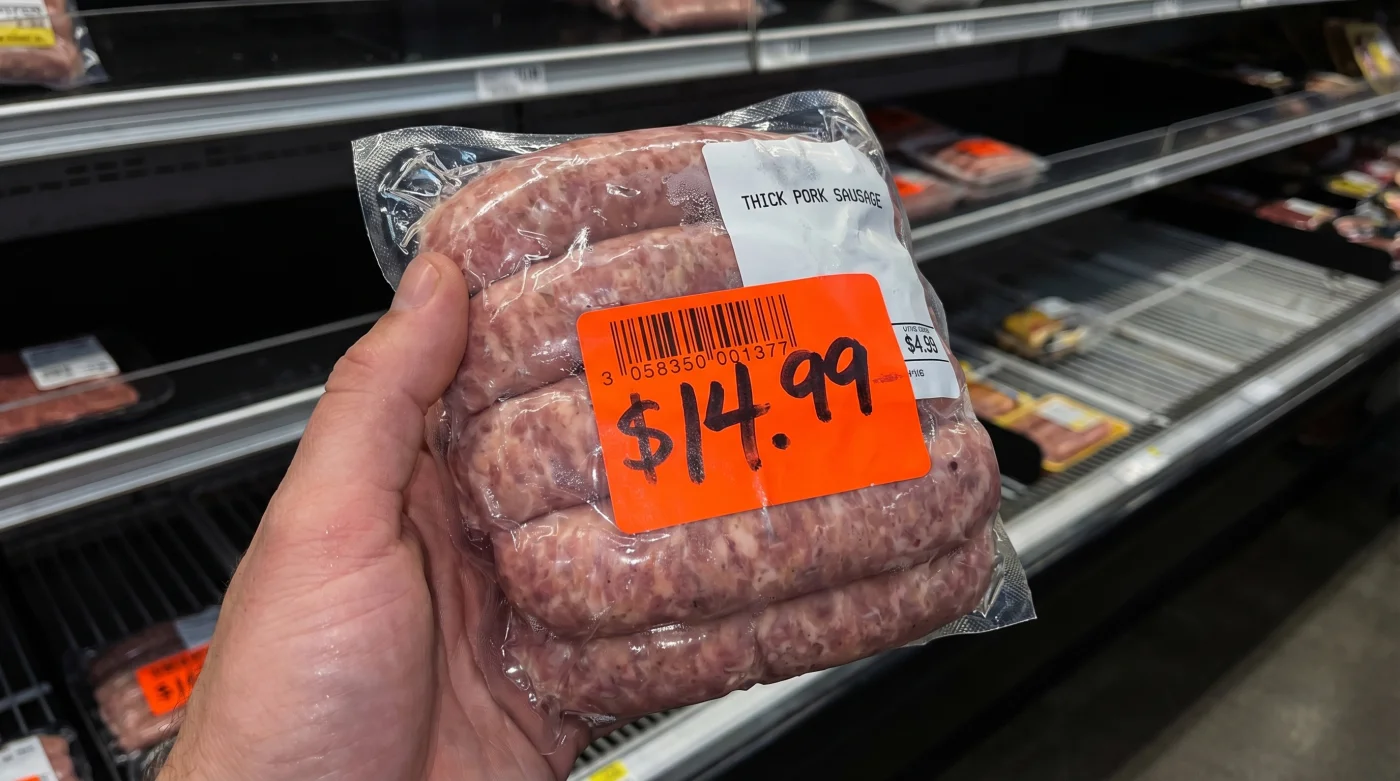 THICK PORK SAUSAGE
$4.99
3 058350 001377
$14.99